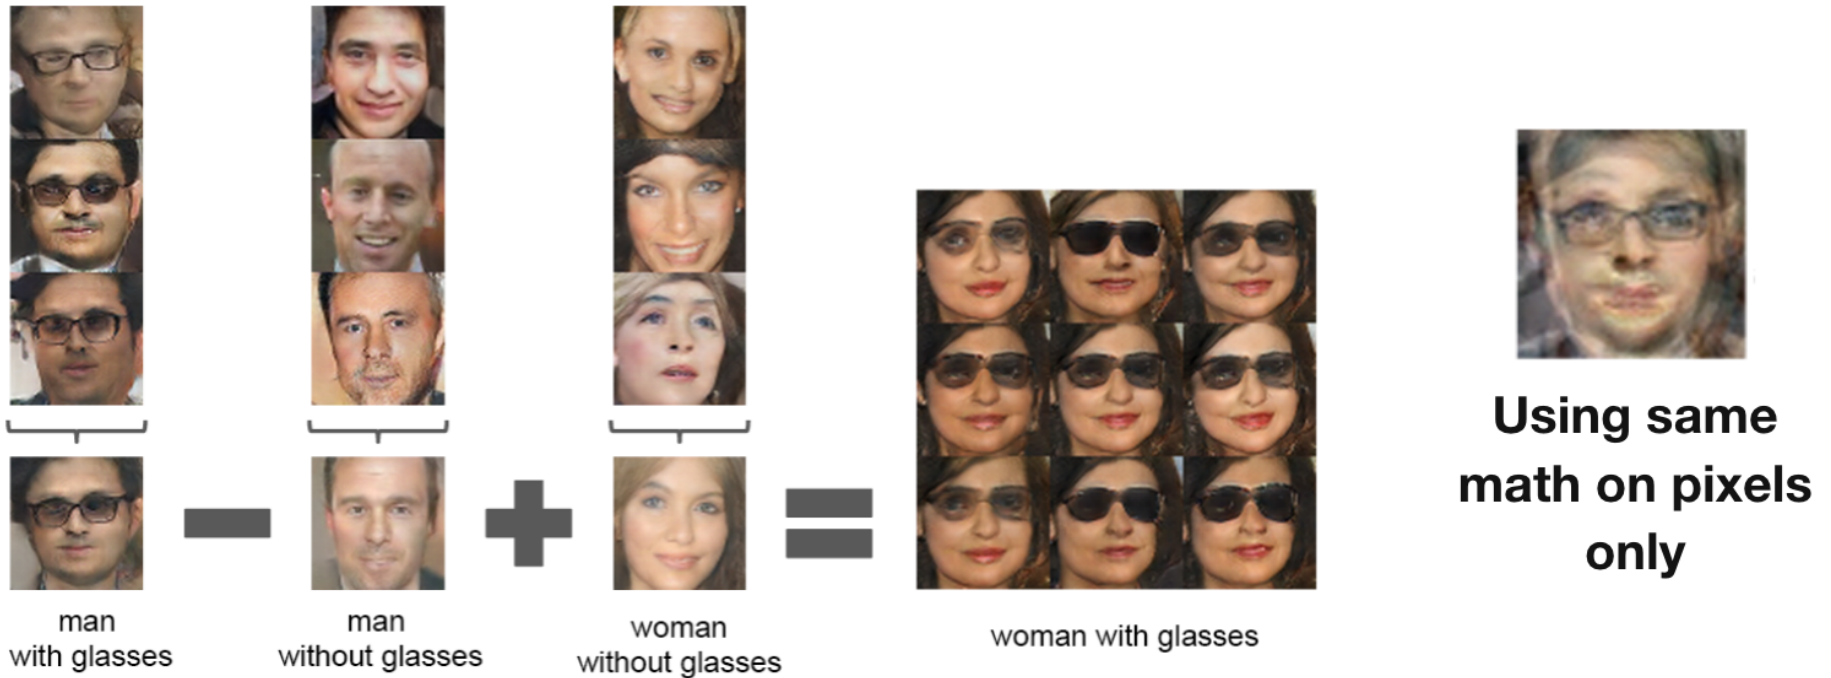 man
with glasses
man
without glasses
woman
without glasses
woman with glasses
Using same
math on pixels
only